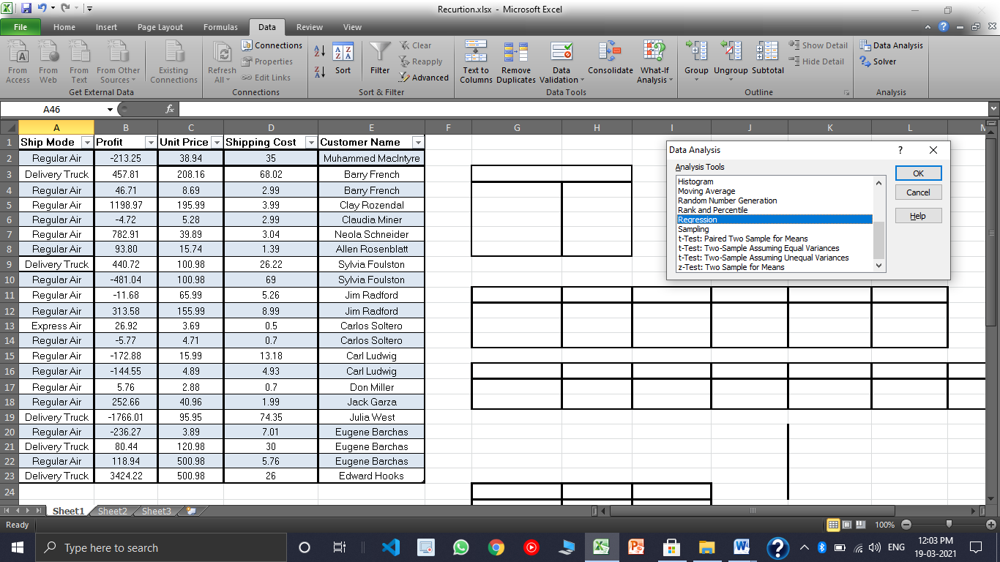 Recurtion.xlsx - Microsoft Excel
File Home Insert Page Layout Formulas Data Review View
From Access
From Web
From Text
From Other Sources
Existing Connections
Get External Data
Refresh All
Connections
Properties
Edit Links
Connections
Sort
Filter
Clear
Reapply
Advanced
Sort & Filter
Text to Columns
Remove Duplicates
Data Validation
Consolidate
What-If Analysis
Data Tools
Group
Ungroup
Subtotal
Show Detail
Hide Detail
Outline
Data Analysis
Solver
Analysis
A46 fx
A B C D E F G H I J K L M
1 Ship Mode Profit Unit Price Shipping Cost Customer Name
2 Regular Air -213.25 38.94 35 Muhammed MacIntyre
3 Delivery Truck 457.81 208.16 68.02 Barry French
4 Regular Air 46.71 8.69 2.99 Barry French
5 Regular Air 1198.97 195.99 3.99 Clay Rozendal
6 Regular Air -4.72 5.28 2.99 Claudia Miner
7 Regular Air 782.91 39.89 3.04 Neola Schneider
8 Regular Air 93.80 15.74 1.39 Allen Rosenblatt
9 Delivery Truck 440.72 100.98 26.22 Sylvia Foulston
10 Regular Air -481.04 100.98 69 Sylvia Foulston
11 Regular Air -11.68 65.99 5.26 Jim Radford
12 Regular Air 313.58 155.99 8.99 Jim Radford
13 Express Air 26.92 3.69 0.5 Carlos Soltero
14 Regular Air -5.77 4.71 0.7 Carlos Soltero
15 Regular Air -172.88 15.99 13.18 Carl Ludwig
16 Regular Air -144.55 4.89 4.93 Carl Ludwig
17 Regular Air 5.76 2.88 0.7 Don Miller
18 Regular Air 252.66 40.96 1.99 Jack Garza
19 Delivery Truck -1766.01 95.95 74.35 Julia West
20 Regular Air -236.27 3.89 7.01 Eugene Barchas
21 Delivery Truck 80.44 120.98 30 Eugene Barchas
22 Regular Air 118.94 500.98 5.76 Eugene Barchas
23 Delivery Truck 3424.22 500.98 26 Edward Hooks
24
Data Analysis ?
Analysis Tools
Histogram
Moving Average
Random Number Generation
Rank and Percentile
Regression
Sampling
t-Test: Paired Two Sample for Means
t-Test: Two-Sample Assuming Equal Variances
t-Test: Two-Sample Assuming Unequal Variances
z-Test: Two Sample for Means
OK
Cancel
Help
Sheet1 Sheet2 Sheet3
Ready 100%
Type here to search
ENG
12:03 PM
19-03-2021